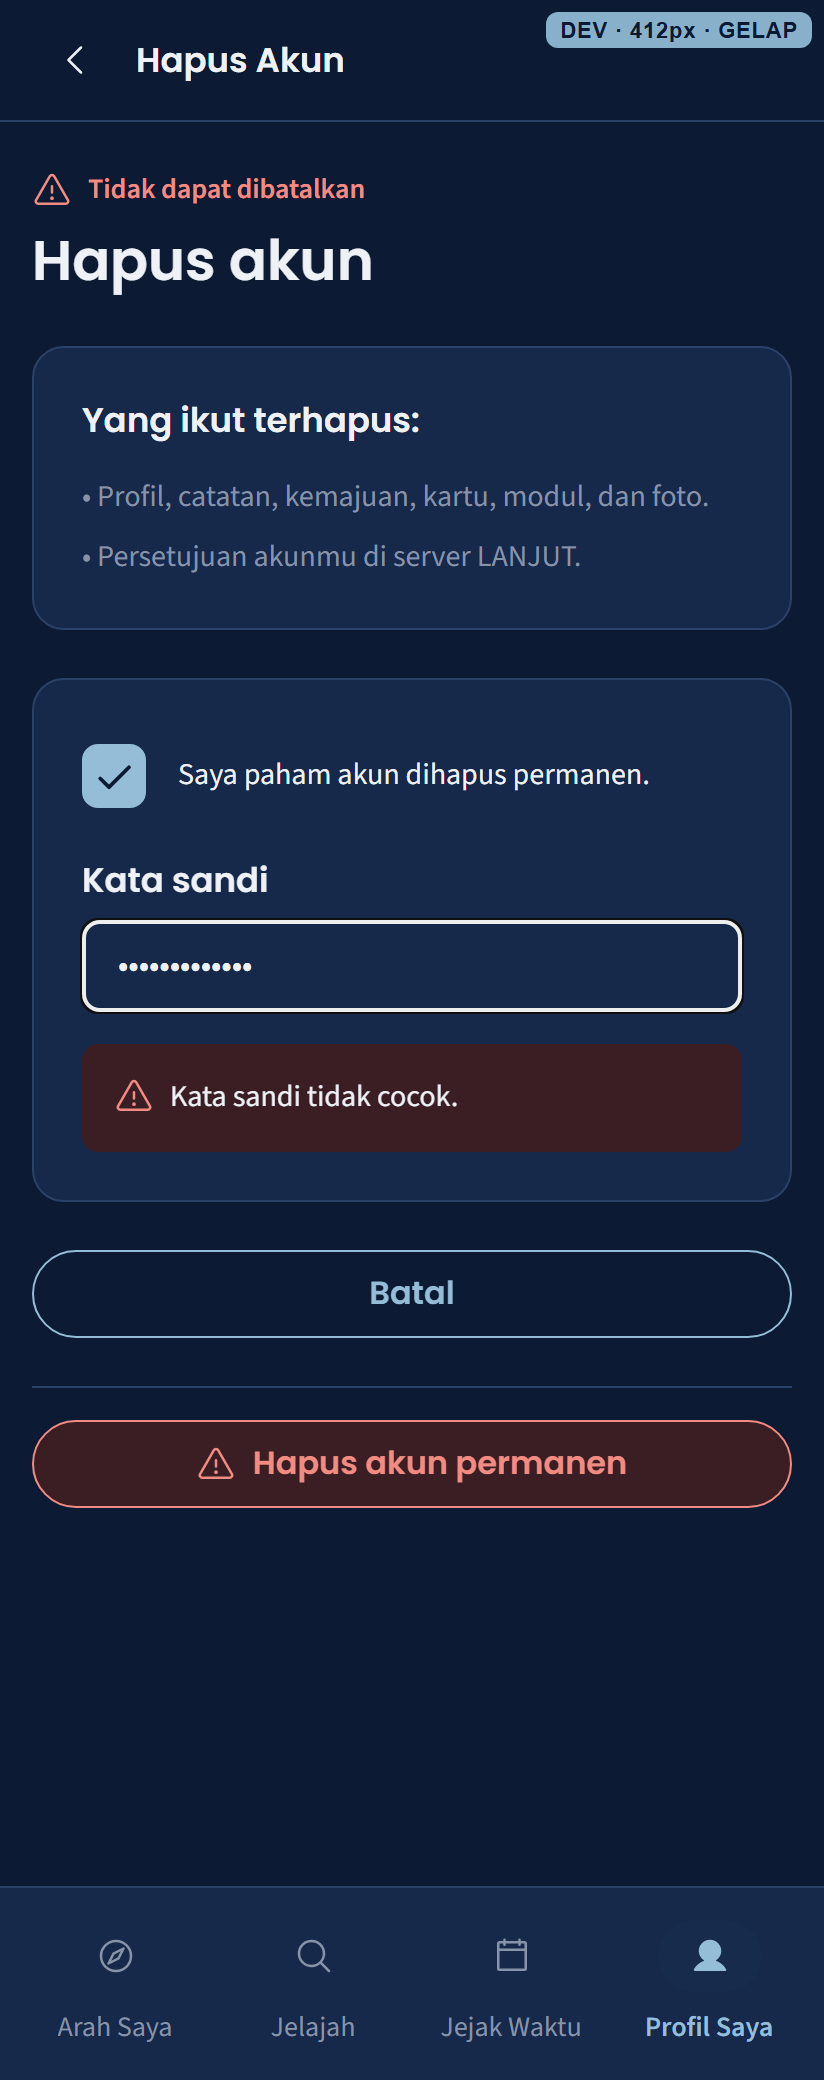 DEV · 412px · GELAP
Hapus Akun
Tidak dapat dibatalkan
Hapus akun
Yang ikut terhapus:
• Profil, catatan, kemajuan, kartu, modul, dan foto.
• Persetujuan akunmu di server LANJUT.
Saya paham akun dihapus permanen.
Kata sandi
•••••••••••••
Kata sandi tidak cocok.
Batal
Hapus akun permanen
Arah Saya
Jelajah
Jejak Waktu
Profil Saya